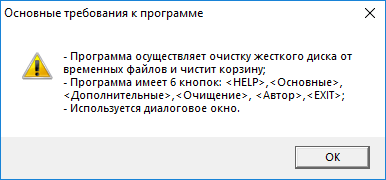 Основные требования к программе
- Программа осуществляет очистку жесткого диска от
временных файлов и чистит корзину;
- Программа имеет 6 кнопок: <HELP>,<Основные>,
<Дополнительные>,<Очищение>, <Автор>,<EXIT>;
- Используется диалоговое окно.
OK